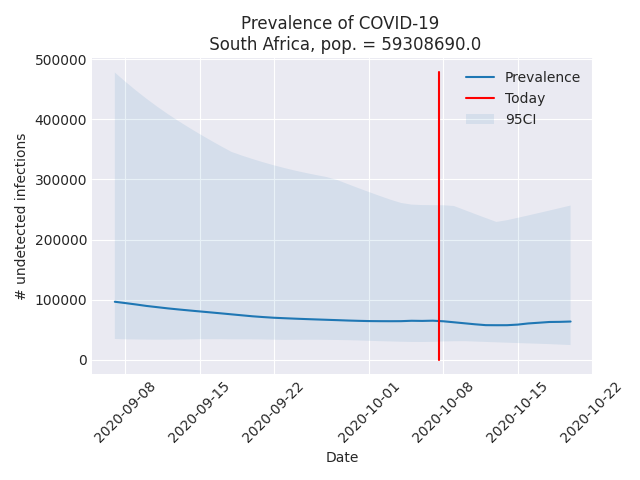 Prevalence of COVID-19
South Africa, pop. = 59308690.0
500000
400000
300000
200000
100000
0
# undetected infections
Prevalence
Today
95CI
2020-09-08
2020-09-15
2020-09-22
2020-10-01
2020-10-08
2020-10-15
2020-10-22
Date